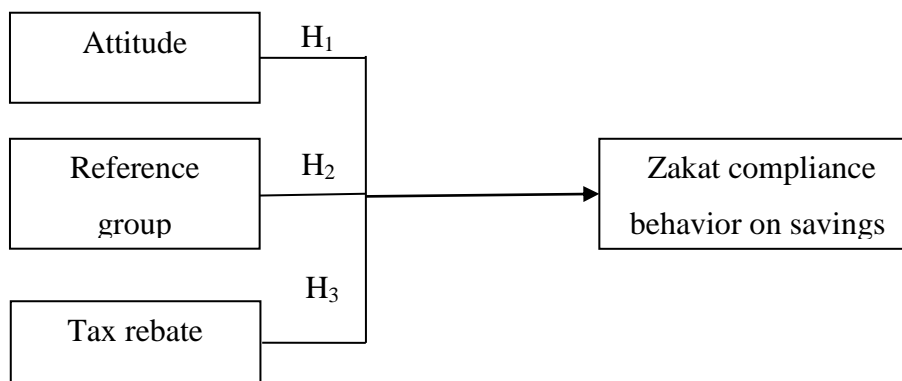 Attitude
H₁
Reference
group
H₂
Tax rebate
H₃
Zakat compliance
behavior on savings